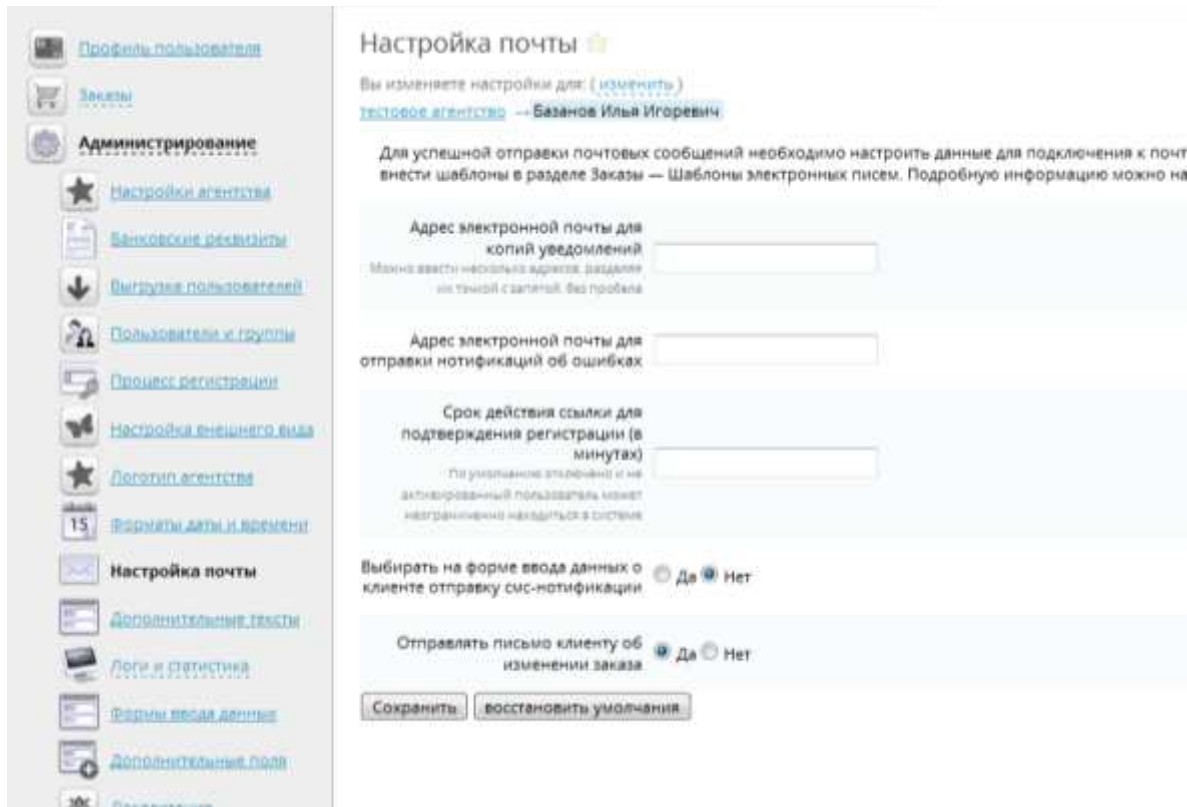 Профиль пользователя
Заказы
Администрирование
Настройки агентства
Банковские реквизиты
Выгрузка пользователей
Пользователи и группы
Процесс регистрации
Настройка внешнего вида
Логотип агентства
15
Форматы даты и времени
Настройка почты
Дополнительные тексты
Логи и статистика
Формы ввода данных
Дополнительные поля
Настройка почты
Вы изменяете настройки для: ( изменить )
тестовое агентство → Базанов Илья Игоревич
Для успешной отправки почтовых сообщений необходимо настроить данные для подключения к почт
внести шаблоны в разделе Заказы — Шаблоны электронных писем. Подробную информацию можно на
Адрес электронной почты для
копий уведомлений
Можно ввести несколько адресов, разделяя
их точкой с запятой, без пробела
Адрес электронной почты для
отправки нотификаций об ошибках
Срок действия ссылки для
подтверждения регистрации (в
минутах)
По умолчанию отключено и не
активированный пользователь может
неограниченно находиться в системе
Выбирать на форме ввода данных о
клиенте отправку смс-нотификации
Да Нет
Отправлять письмо клиенту об
изменении заказа
Да Нет
Сохранить восстановить умолчания